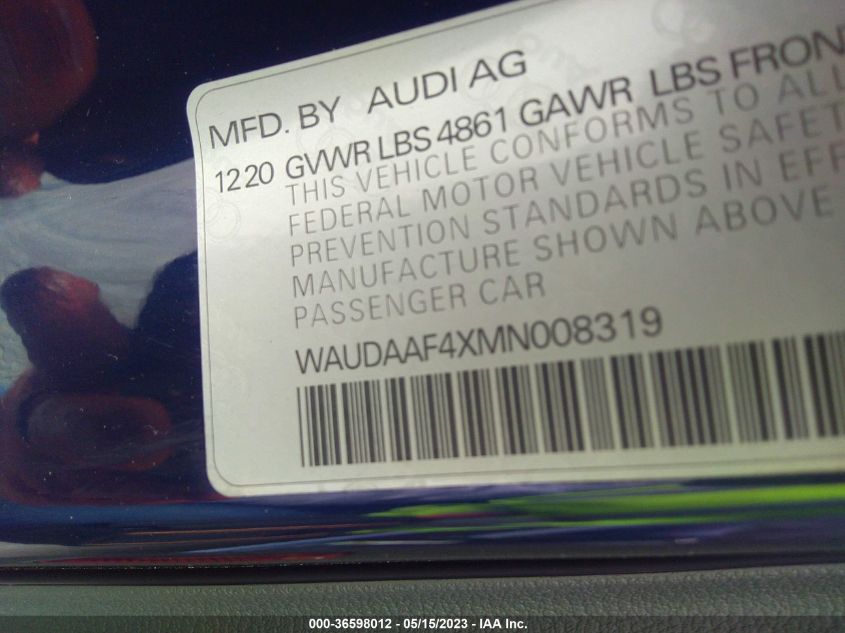 MFD. BY AUDI AG
1220 GVWR LBS 4861 GAWR LBS FRON
THIS VEHICLE CONFORMS TO ALL
FEDERAL MOTOR VEHICLE SAFET
PREVENTION STANDARDS IN EFF
MANUFACTURE SHOWN ABOVE
PASSENGER CAR
WAUDAAF4XMN008319
000-36598012 - 05/15/2023 - IAA Inc.